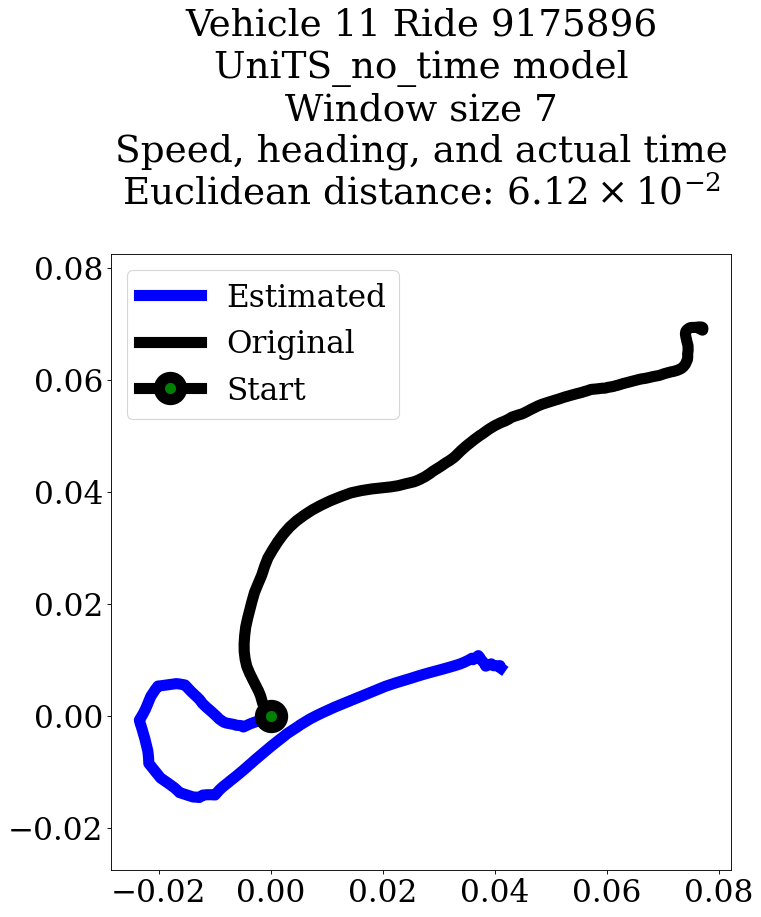 Vehicle 11 Ride 9175896
UniTS_no_time model
Window size 7
Speed, heading, and actual time
Euclidean distance: 6.12 × 10⁻²
Estimated
Original
Start
0.08
0.06
0.04
0.02
0.00
−0.02
−0.02 0.00 0.02 0.04 0.06 0.08